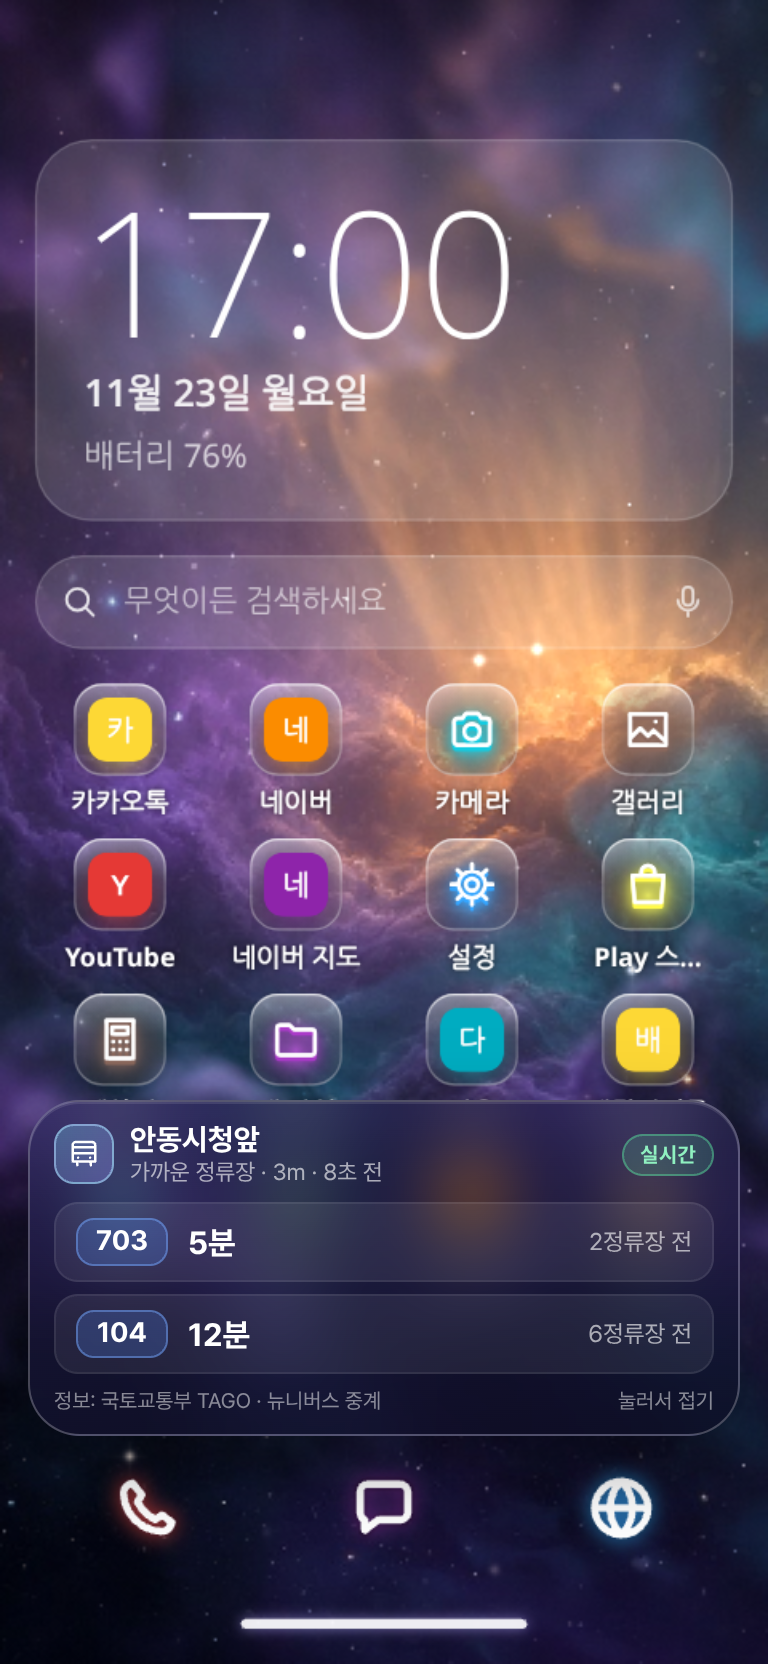 17:00
11월 23일 월요일
배터리 76%
무엇이든 검색하세요
카 네
카카오톡 네이버 카메라 갤러리
Y 네
YouTube 네이버 지도 설정 Play 스...
다 배
안동시청앞
가까운 정류장 · 3m · 8초 전
실시간
703 5분 2정류장 전
104 12분 6정류장 전
정보: 국토교통부 TAGO · 뉴니버스 중계 눌러서 접기